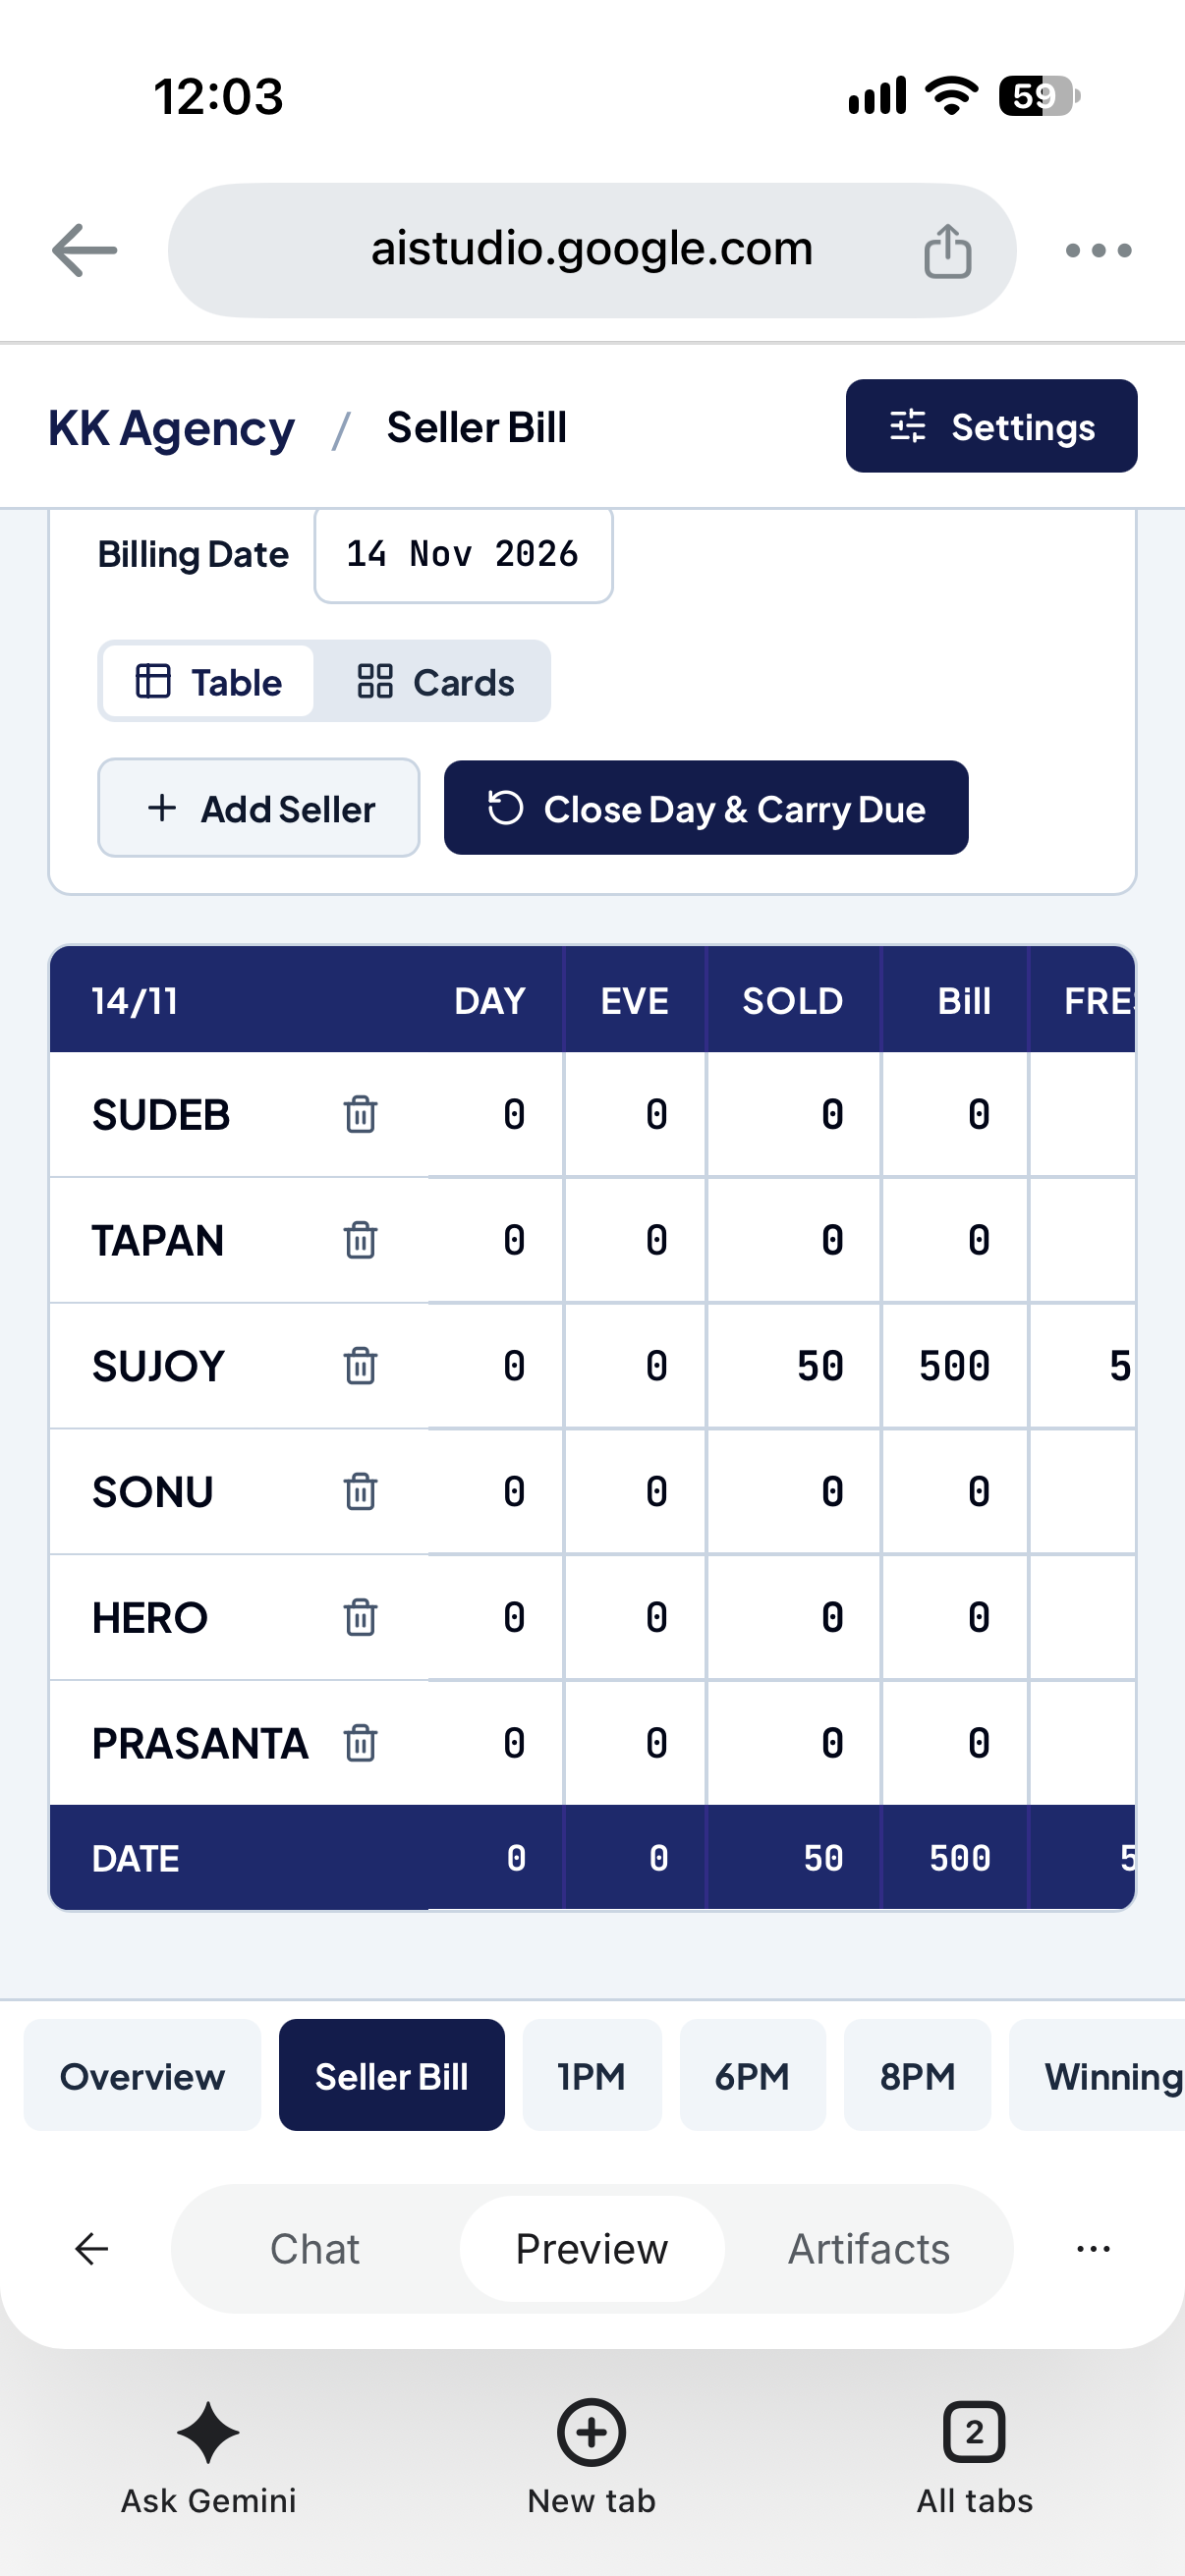 12:03
59
aistudio.google.com
KK Agency / Seller Bill
Settings
Billing Date 14 Nov 2026
Table Cards
+ Add Seller Close Day & Carry Due
14/11 DAY EVE SOLD Bill FRE
SUDEB 0 0 0 0
TAPAN 0 0 0 0
SUJOY 0 0 50 500 5
SONU 0 0 0 0
HERO 0 0 0 0
PRASANTA 0 0 0 0
DATE 0 0 50 500 5
Overview Seller Bill 1PM 6PM 8PM Winning
Chat Preview Artifacts
Ask Gemini New tab 2 All tabs